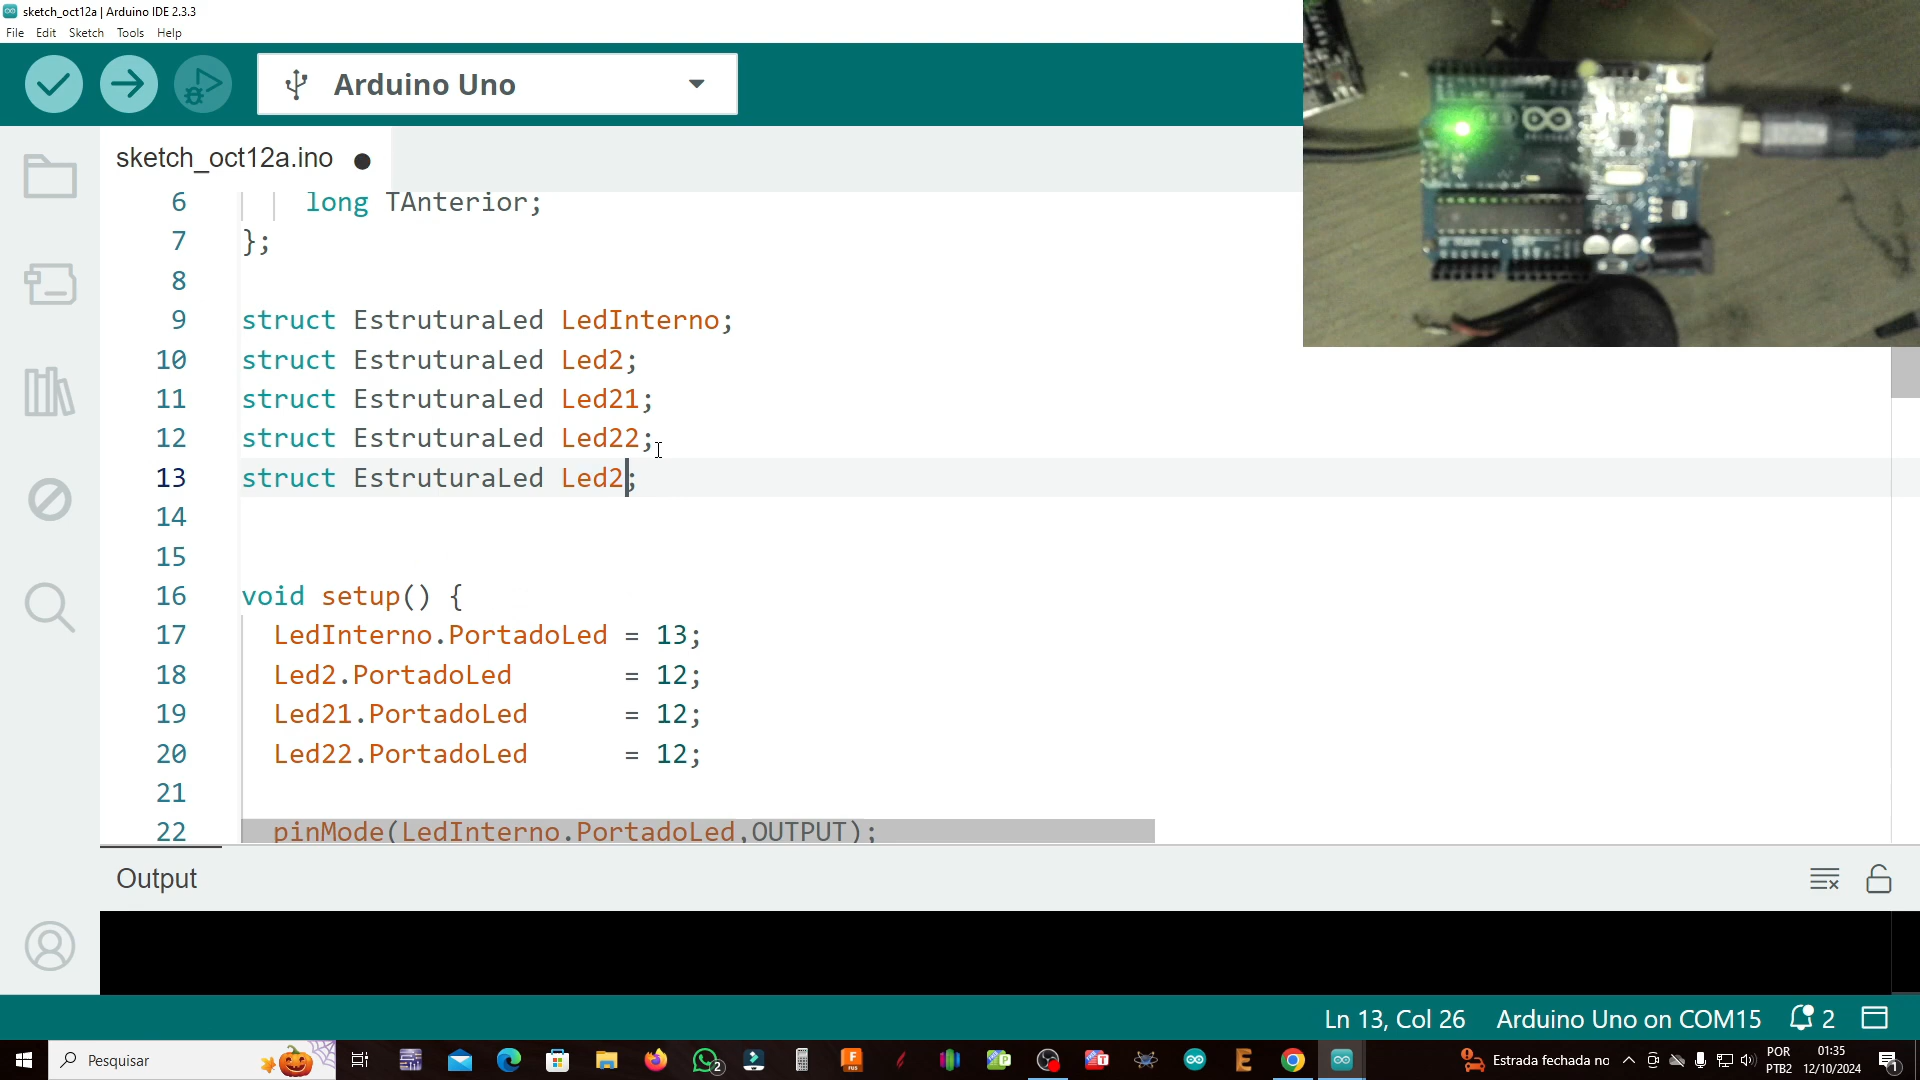 sketch_oct12a | Arduino IDE 2.3.3
File Edit Sketch Tools Help
Arduino Uno
sketch_oct12a.ino
6 long TAnterior;
7 };
8
9 struct EstruturaLed LedInterno;
10 struct EstruturaLed Led2;
11 struct EstruturaLed Led21;
12 struct EstruturaLed Led22;
13 struct EstruturaLed Led2;
14
15
16 void setup() {
17 LedInterno.PortadoLed = 13;
18 Led2.PortadoLed = 12;
19 Led21.PortadoLed = 12;
20 Led22.PortadoLed = 12;
21
22 pinMode(LedInterno.PortadoLed,OUTPUT);
Output
Ln 13, Col 26 Arduino Uno on COM15 2
Pesquisar
2
Estrada fechada no
POR
PTB2
01:35
12/10/2024
1